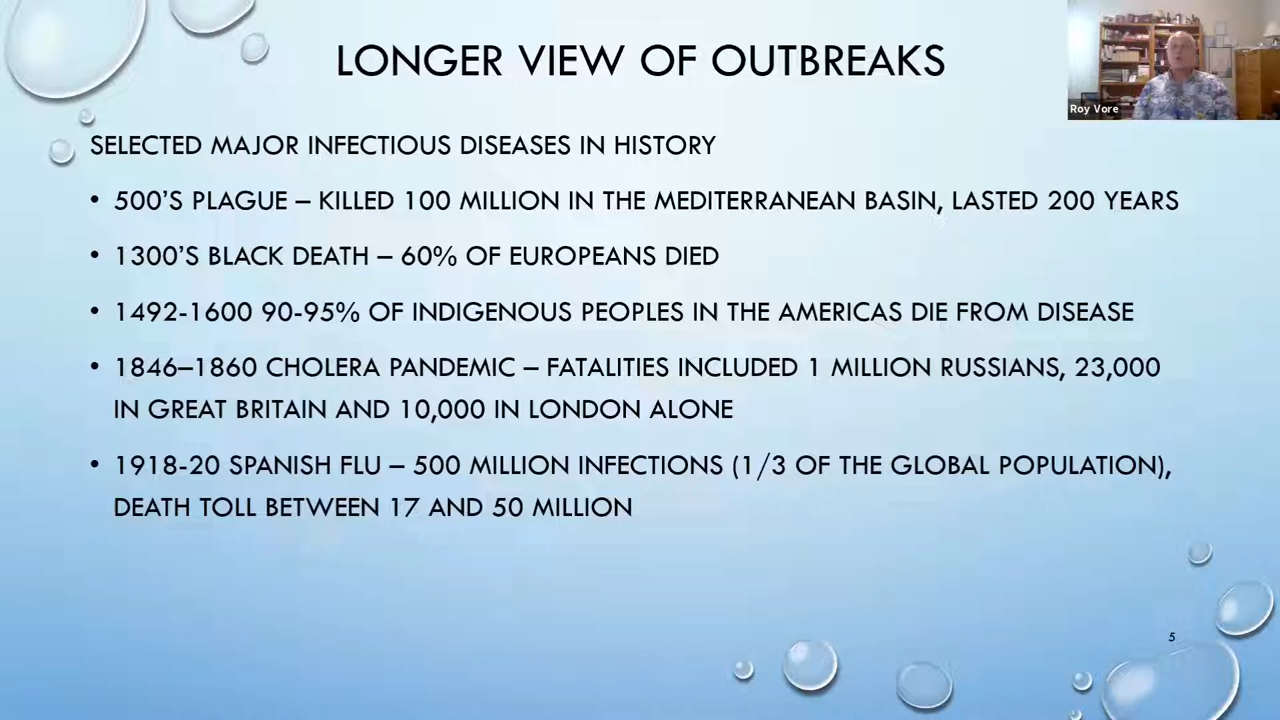 LONGER VIEW OF OUTBREAKS
Roy Vore
SELECTED MAJOR INFECTIOUS DISEASES IN HISTORY
• 500’S PLAGUE – KILLED 100 MILLION IN THE MEDITERRANEAN BASIN, LASTED 200 YEARS
• 1300’S BLACK DEATH – 60% OF EUROPEANS DIED
• 1492-1600 90-95% OF INDIGENOUS PEOPLES IN THE AMERICAS DIE FROM DISEASE
• 1846–1860 CHOLERA PANDEMIC – FATALITIES INCLUDED 1 MILLION RUSSIANS, 23,000
IN GREAT BRITAIN AND 10,000 IN LONDON ALONE
• 1918-20 SPANISH FLU – 500 MILLION INFECTIONS (1/3 OF THE GLOBAL POPULATION),
DEATH TOLL BETWEEN 17 AND 50 MILLION
5